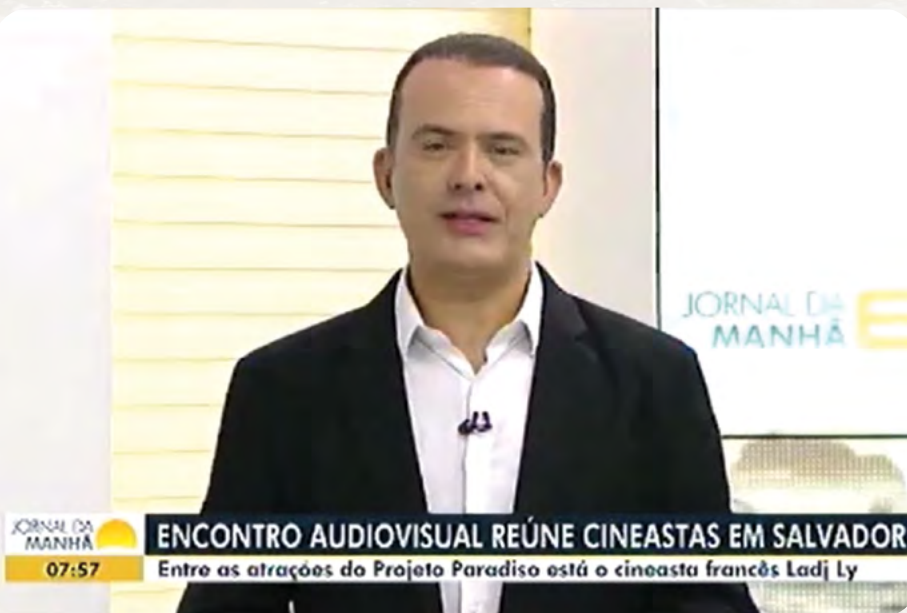 JORNAL DA
MANHÃ
JORNAL DA
MANHÃ
07:57
ENCONTRO AUDIOVISUAL REÚNE CINEASTAS EM SALVADOR
Entre as atrações do Projeto Paradiso está o cineasta francês Ladj Ly